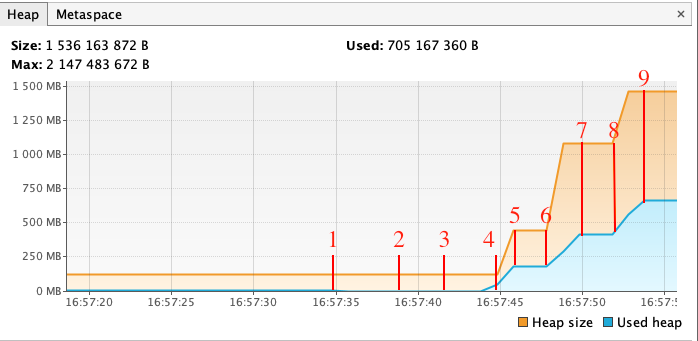 Heap Metaspace ×
Size: 1 536 163 872 B Used: 705 167 360 B
Max: 2 147 483 672 B
1 500 MB
1 250 MB
1 000 MB
750 MB
500 MB
250 MB
0 MB
1 2 3 4 5 6 7 8 9
16:57:20 16:57:25 16:57:30 16:57:35 16:57:40 16:57:45 16:57:50 16:57:5
Heap size Used heap